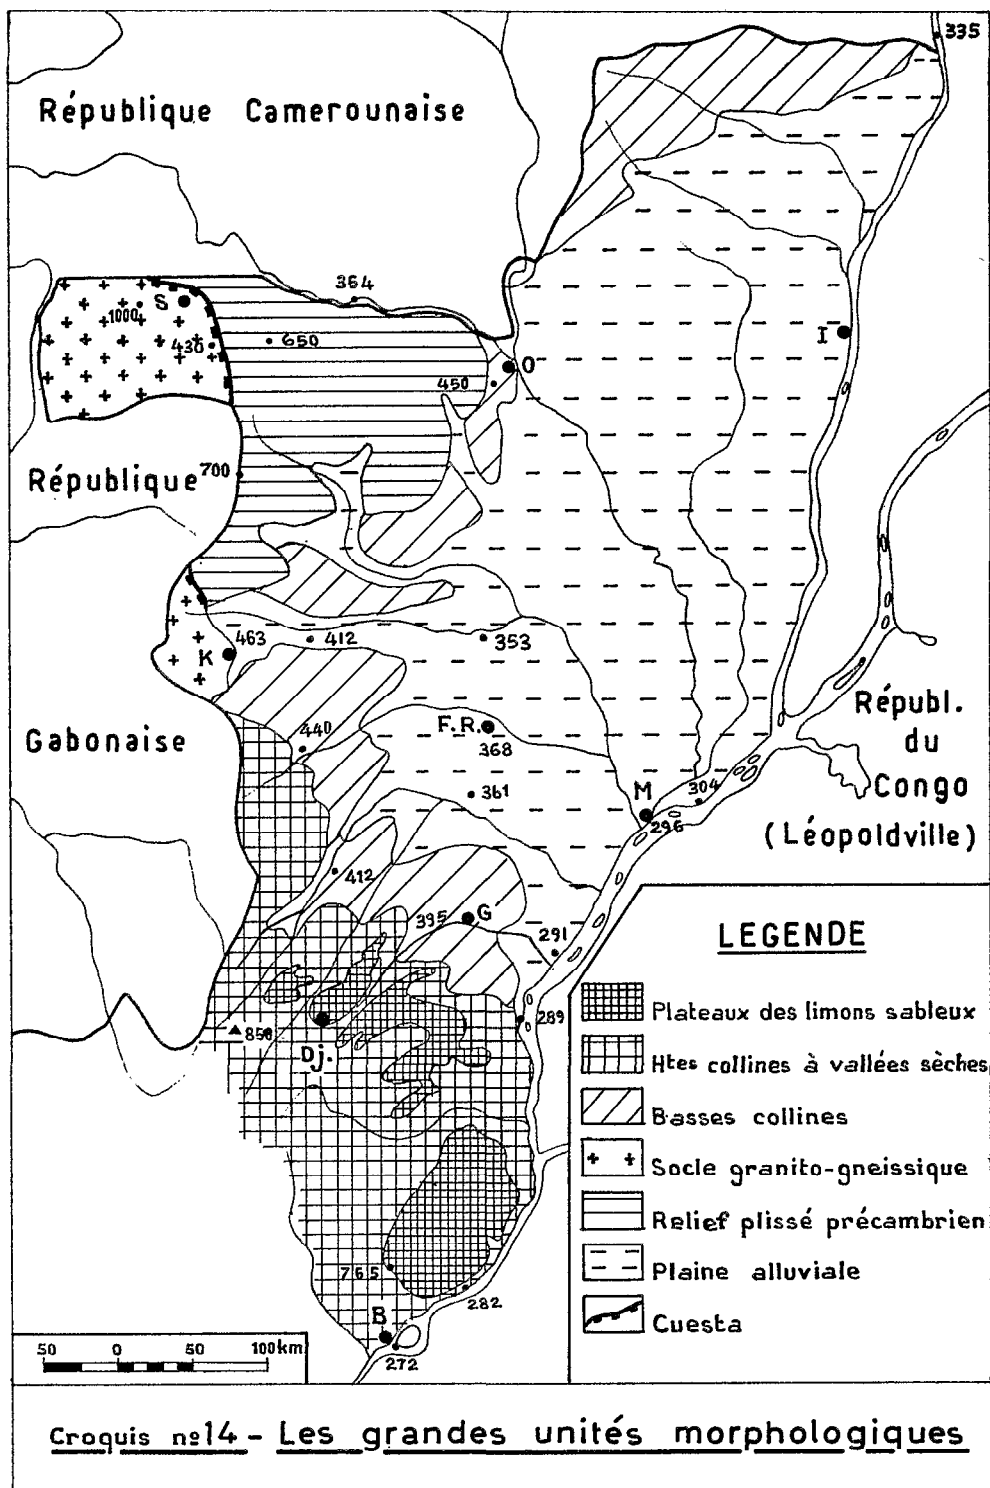 335
République Camerounaise
364
1000
S
430
650
I
O
450
République
700
463
412
353
K
Républ.
du
Congo
(Léopoldville)
Gabonaise
440
F.R.
368
361
M
304
296
412
395
G
291
289
858
Dj.
765
282
B
272
LEGENDE
Plateaux des limons sableux
Htes collines à vallées sèches
Basses collines
Socle granito-gneissique
Relief plissé précambrien
Plaine alluviale
Cuesta
50 0 50 100km
Croquis nº14 - Les grandes unités morphologiques